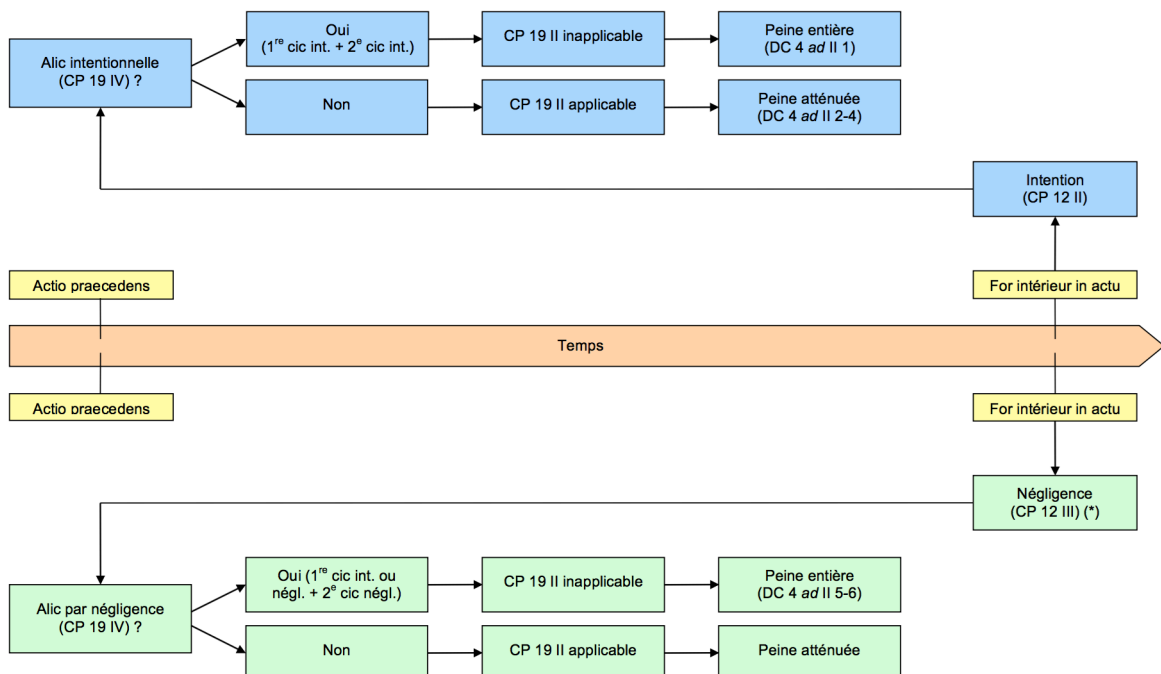 Oui
(1re cic int. + 2e cic int.)
CP 19 II inapplicable
Peine entière
(DC 4 ad II 1)
Alic intentionnelle
(CP 19 IV) ?
Non
CP 19 II applicable
Peine atténuée
(DC 4 ad II 2-4)
Intention
(CP 12 II)
Actio praecedens
For intérieur in actu
Temps
Actio praecedens
For intérieur in actu
Négligence
(CP 12 III) (*)
Oui (1re cic int. ou
négl. + 2e cic négl.)
CP 19 II inapplicable
Peine entière
(DC 4 ad II 5-6)
Alic par négligence
(CP 19 IV) ?
Non
CP 19 II applicable
Peine atténuée